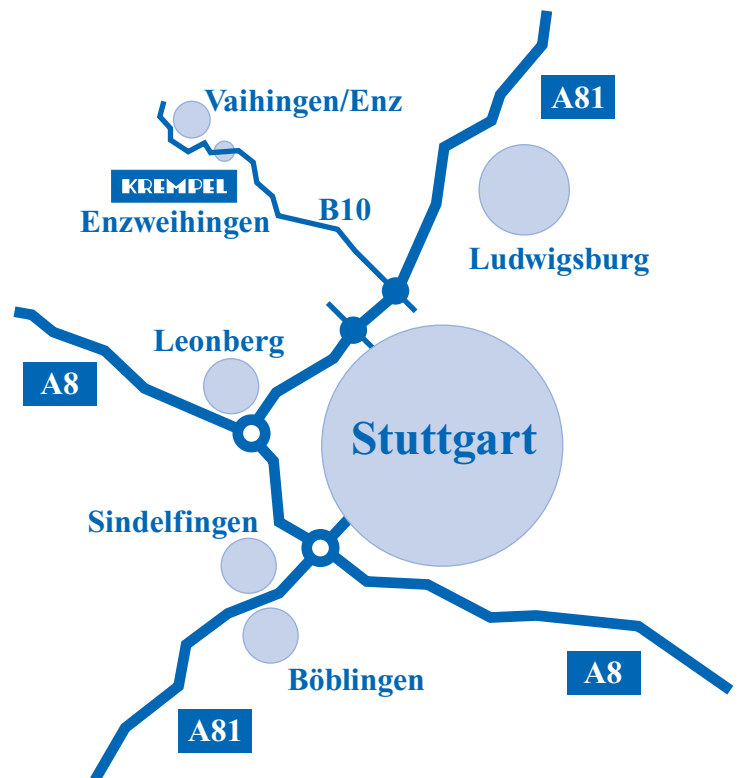 A81
Vaihingen/Enz
KREMPEL
Enzweihingen
B10
Ludwigsburg
Leonberg
A8
Stuttgart
Sindelfingen
Böblingen
A8
A81